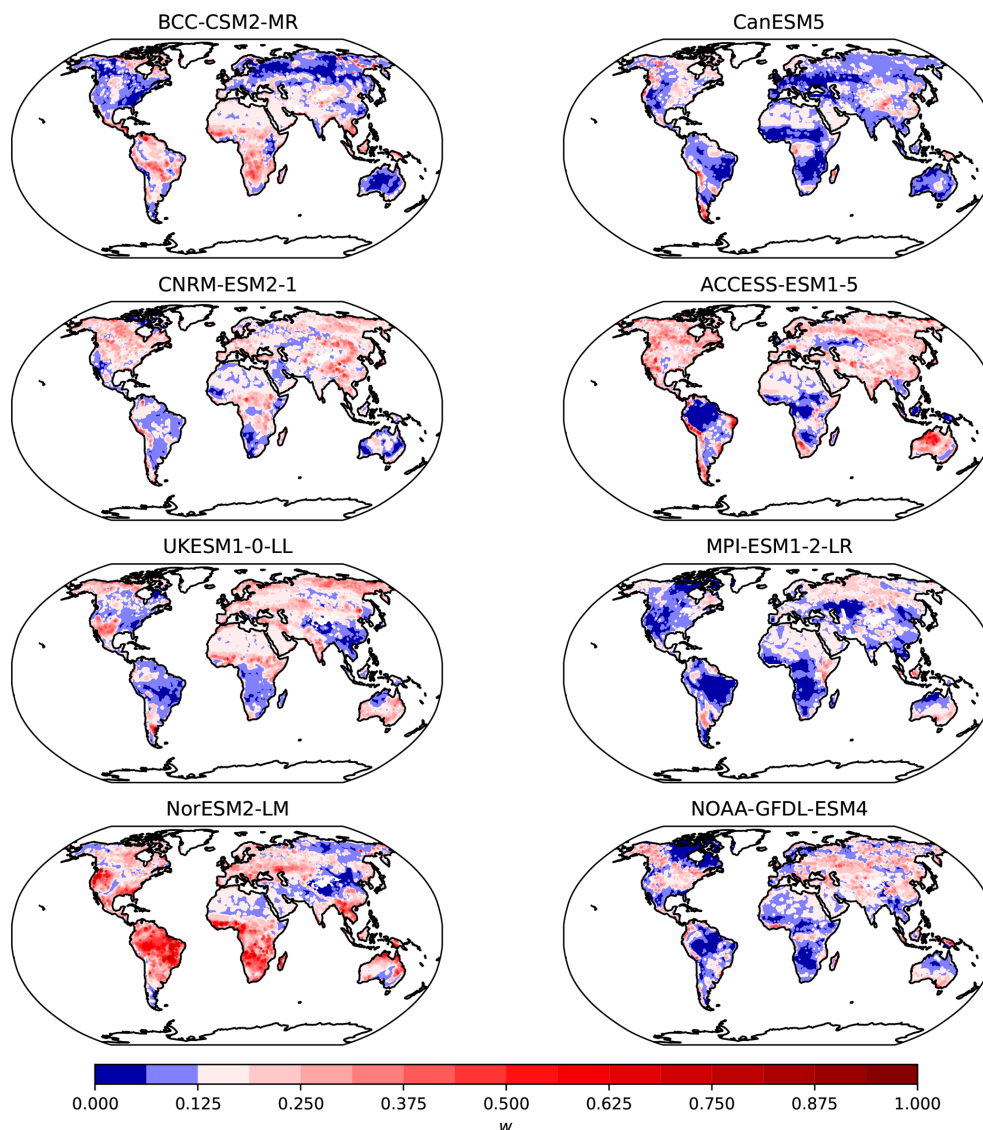 BCC-CSM2-MR
CanESM5
CNRM-ESM2-1
ACCESS-ESM1-5
UKESM1-0-LL
MPI-ESM1-2-LR
NorESM2-LM
NOAA-GFDL-ESM4
0.000 0.125 0.250 0.375 0.500 0.625 0.750 0.875 1.000
w